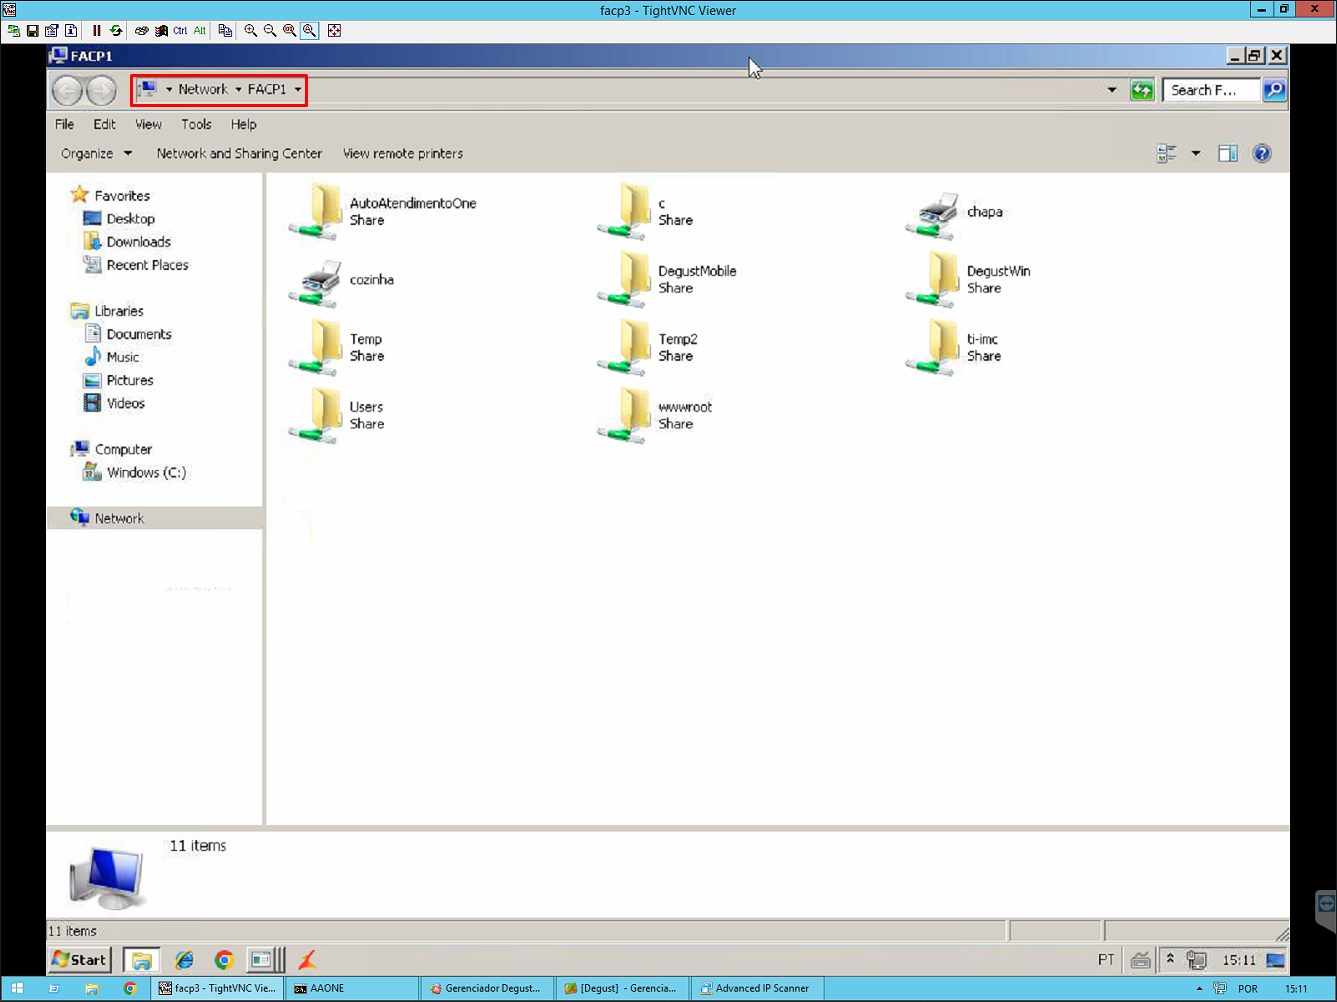 facp3 - TightVNC Viewer
Ctrl Alt
FACP1
Network FACP1
Search F...
File Edit View Tools Help
Organize Network and Sharing Center View remote printers
Favorites
Desktop
Downloads
Recent Places
Libraries
Documents
Music
Pictures
Videos
Computer
Windows (C:)
Network
AutoAtendimentoOne
Share
c
Share
chapa
cozinha
DegustMobile
Share
DegustWin
Share
Temp
Share
Temp2
Share
ti-imc
Share
Users
Share
wwwroot
Share
11 items
11 items
Start
PT
15:11
facp3 - TightVNC Vie...
AAONE
Gerenciador Degust...
[Degust] - Gerencia...
Advanced IP Scanner
POR
15:11